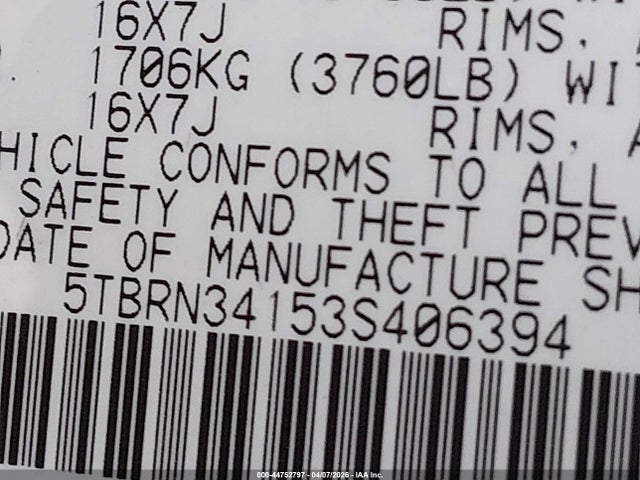 16X7J RIMS.
1706KG (3760LB) WI
16X7J RIMS.
HICLE CONFORMS TO ALL
SAFETY AND THEFT PREV
DATE OF MANUFACTURE SH
5TBRN34153S406394
000-44752797 - 04/07/2026 - IAA Inc.